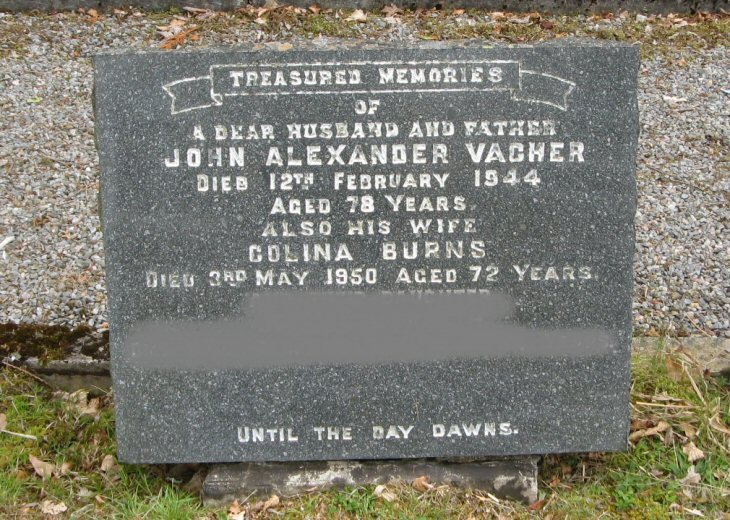 TREASURED MEMORIES
OF
A DEAR HUSBAND AND FATHER
JOHN ALEXANDER VACHER
DIED 12TH FEBRUARY 1944
AGED 78 YEARS.
ALSO HIS WIFE
COLINA BURNS
DIED 3RD MAY 1950 AGED 72 YEARS.
UNTIL THE DAY DAWNS.